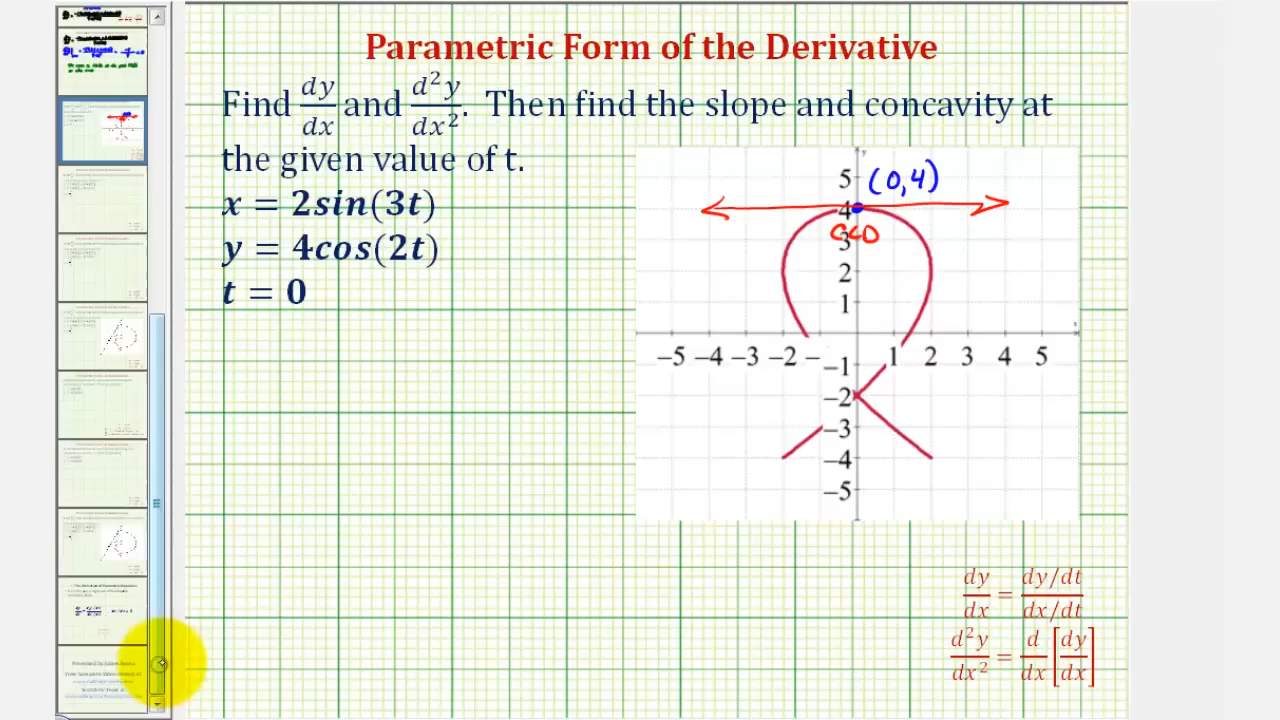 Parametric Form of the Derivative
Find dy/dx and d²y/dx². Then find the slope and concavity at
the given value of t.
x = 2sin(3t)
y = 4cos(2t)
t = 0
y
(0,4)
CCD
5
4
3
2
1
x
−5 −4 −3 −2 − 1 2 3 4 5
−1
−2
−3
−4
−5
dy/dx = dy/dt / dx/dt
d²y/dx² = d/dx [dy/dx]